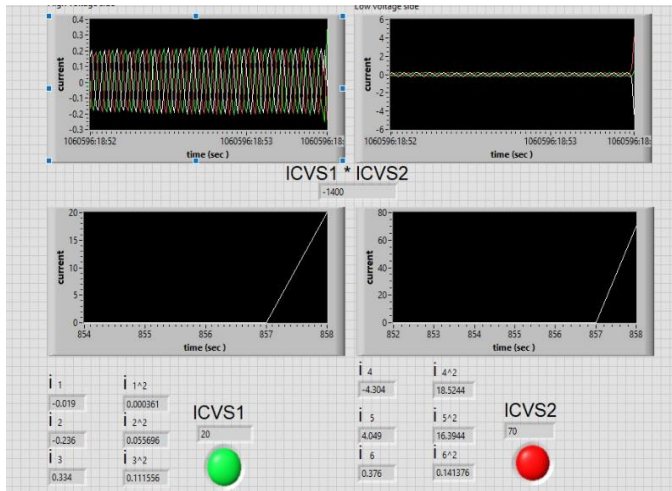 High voltage side
Low voltage side
current
0.4
0.3
0.2
0.1
0
-0.1
-0.2
-0.3
1060596:18:52
1060596:18:53
1060596:18:
time (sec )
current
6
4
2
0
-2
-4
-6
1060596:18:52
1060596:18:53
1060596:18:
time (sec )
ICVS1 * ICVS2
-1400
current
20
15
10
5
0
854
855
856
857
858
time (sec )
current
80
60
40
20
0
852
853
854
855
856
857
858
time (sec )
i 1
i 1^2
-0.019
0.000361
i 2
i 2^2
-0.236
0.055696
i 3
i 3^2
0.334
0.111556
ICVS1
20
i 4
i 4^2
-4.304
18.5244
i 5
i 5^2
4.049
16.3944
i 6
i 6^2
0.376
0.141376
ICVS2
70